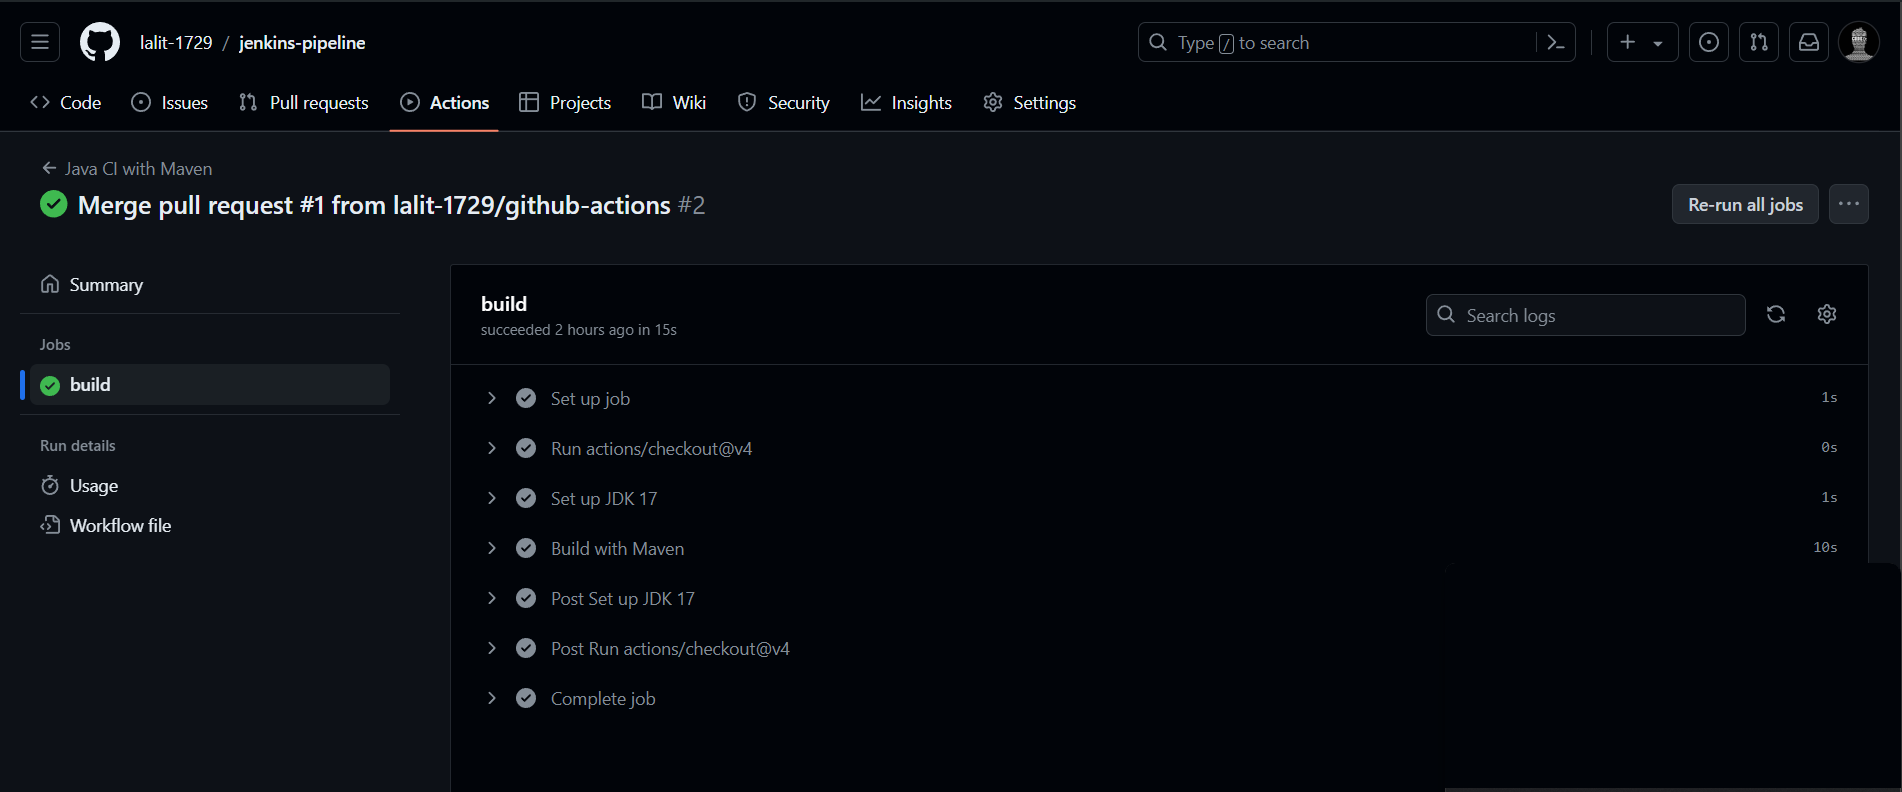 lalit-1729 / jenkins-pipeline
Type / to search
Code Issues Pull requests Actions Projects Wiki Security Insights Settings
Java CI with Maven
Merge pull request #1 from lalit-1729/github-actions #2
Re-run all jobs
Summary
Jobs
build
Run details
Usage
Workflow file
build
succeeded 2 hours ago in 15s
Search logs
Set up job 1s
Run actions/checkout@v4 0s
Set up JDK 17 1s
Build with Maven 10s
Post Set up JDK 17
Post Run actions/checkout@v4
Complete job